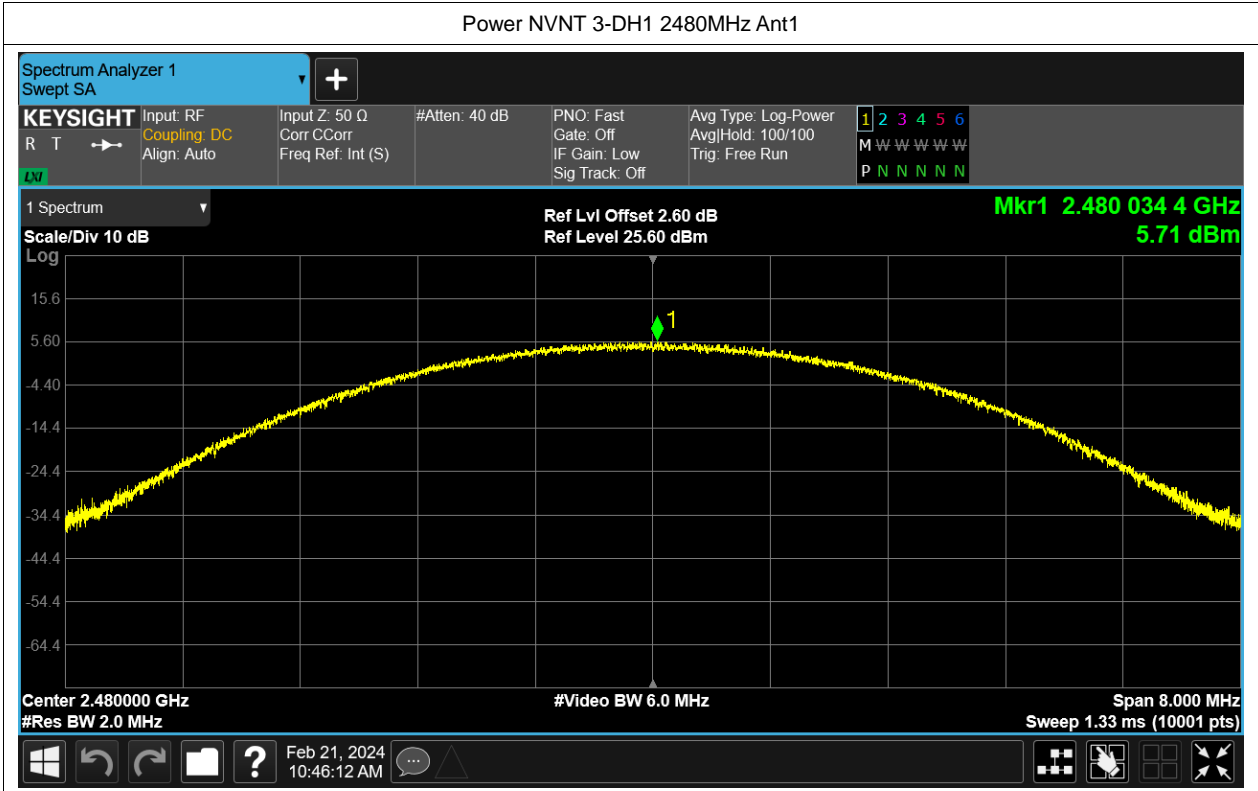 Power NVNT 3-DH1 2480MHz Ant1
Spectrum Analyzer 1
Swept SA
KEYSIGHT
R T
LXI
Input: RF
Coupling: DC
Align: Auto
Input Z: 50 Ω
Corr CCorr
Freq Ref: Int (S)
#Atten: 40 dB
PNO: Fast
Gate: Off
IF Gain: Low
Sig Track: Off
Avg Type: Log-Power
Avg|Hold: 100/100
Trig: Free Run
1 2 3 4 5 6
M W W W W W
P N N N N N
1 Spectrum
Scale/Div 10 dB
Log
Ref Lvl Offset 2.60 dB
Ref Level 25.60 dBm
Mkr1 2.480 034 4 GHz
5.71 dBm
1
15.6
5.60
-4.40
-14.4
-24.4
-34.4
-44.4
-54.4
-64.4
Center 2.480000 GHz
#Video BW 6.0 MHz
Span 8.000 MHz
#Res BW 2.0 MHz
Sweep 1.33 ms (10001 pts)
?
Feb 21, 2024
10:46:12 AM